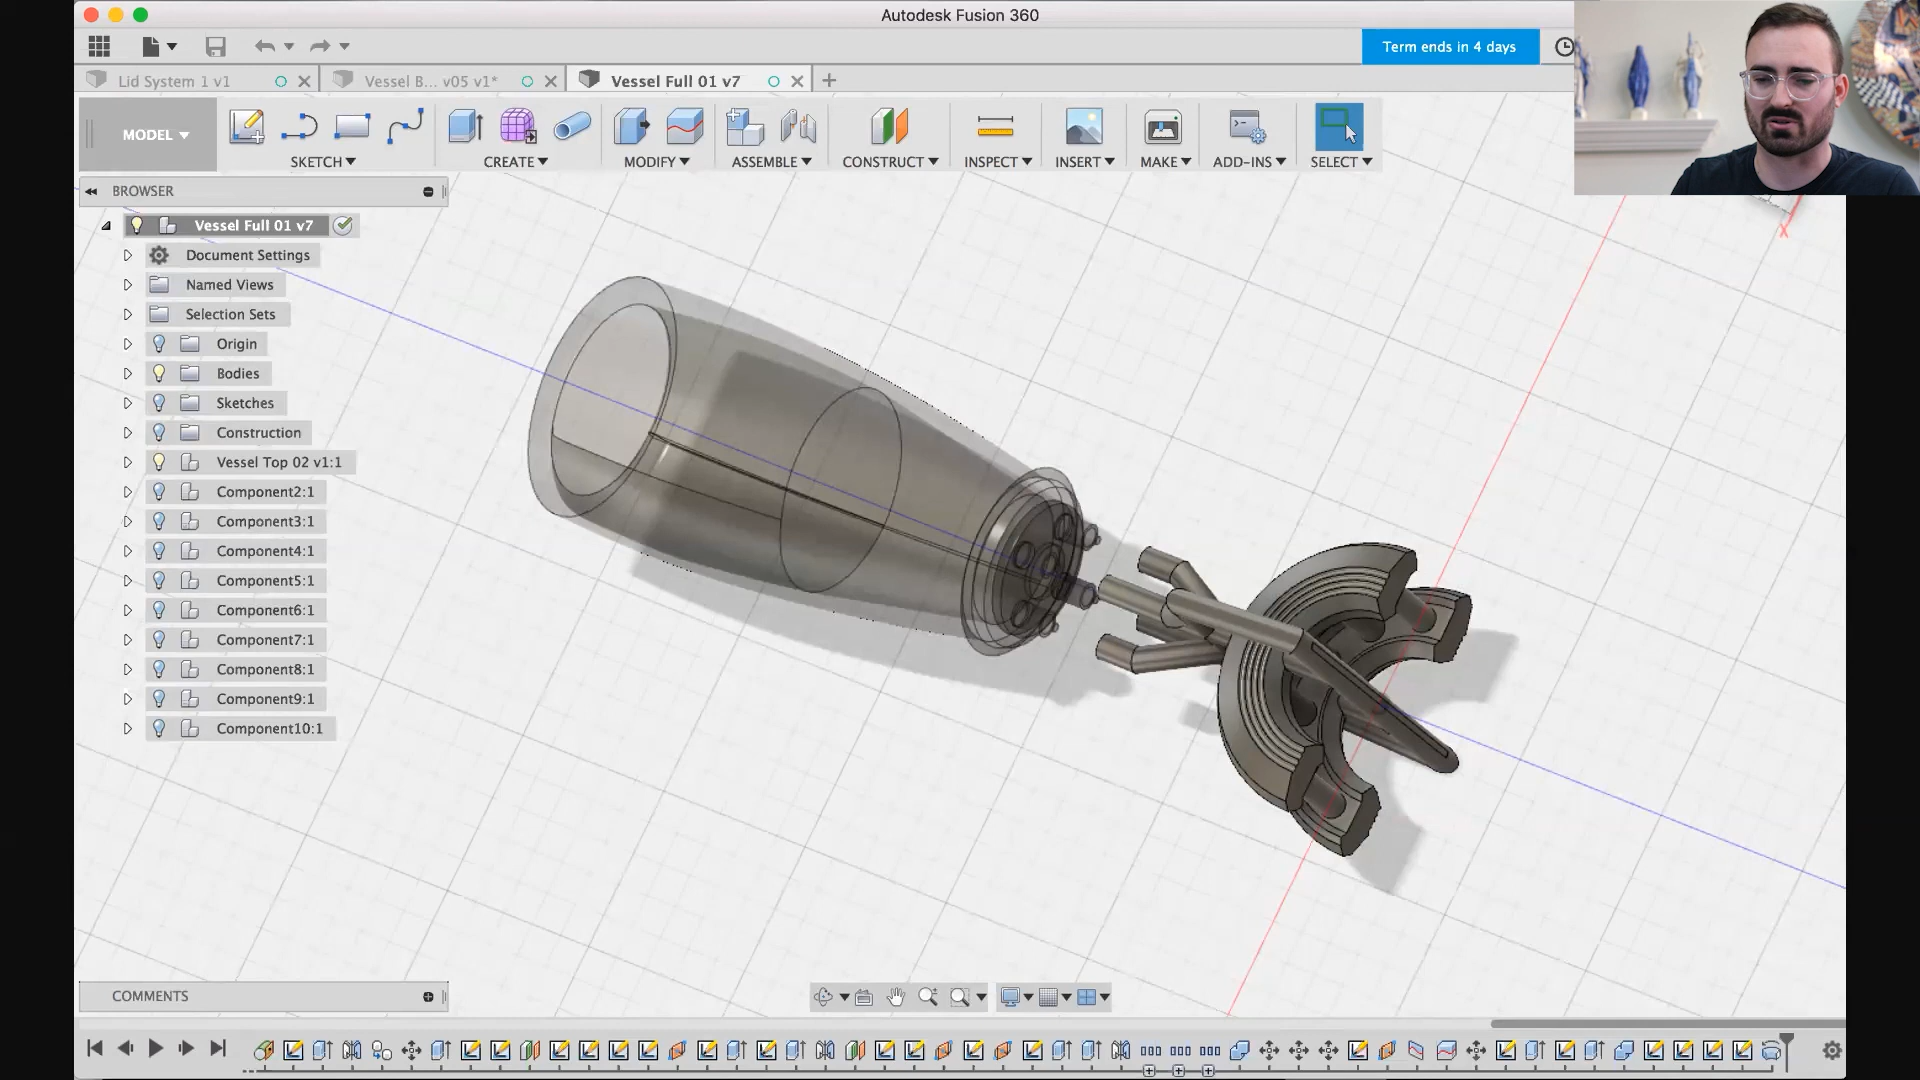 Autodesk Fusion 360
Term ends in 4 days
Lid System 1 v1
Vessel B... v05 v1*
Vessel Full 01 v7
MODEL
SKETCH
CREATE
MODIFY
ASSEMBLE
CONSTRUCT
INSPECT
INSERT
MAKE
ADD-INS
SELECT
BROWSER
Vessel Full 01 v7
Document Settings
Named Views
Selection Sets
Origin
Bodies
Sketches
Construction
Vessel Top 02 v1:1
Component2:1
Component3:1
Component4:1
Component5:1
Component6:1
Component7:1
Component8:1
Component9:1
Component10:1
X
COMMENTS